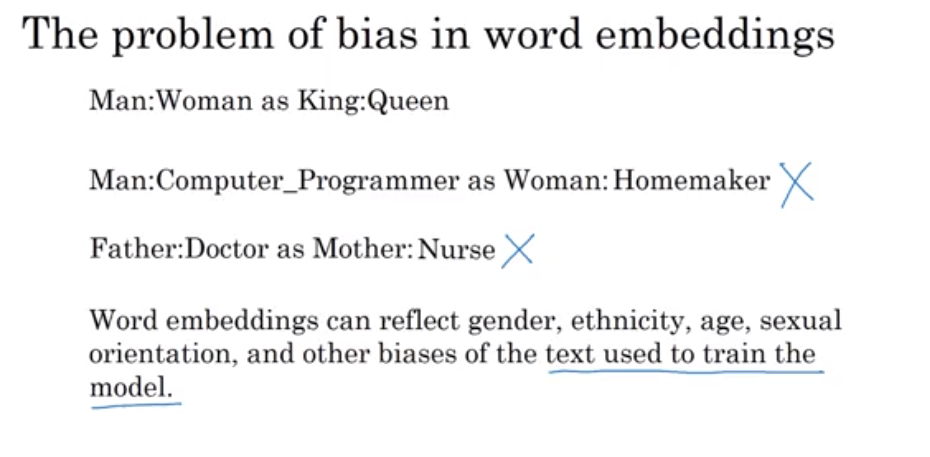 The problem of bias in word embeddings
Man:Woman as King:Queen
Man:Computer_Programmer as Woman:Homemaker
Father:Doctor as Mother:Nurse
Word embeddings can reflect gender, ethnicity, age, sexual
orientation, and other biases of the text used to train the
model.